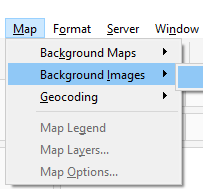 Map Format Server Window
Background Maps
Background Images
Geocoding
Map Legend
Map Layers...
Map Options...